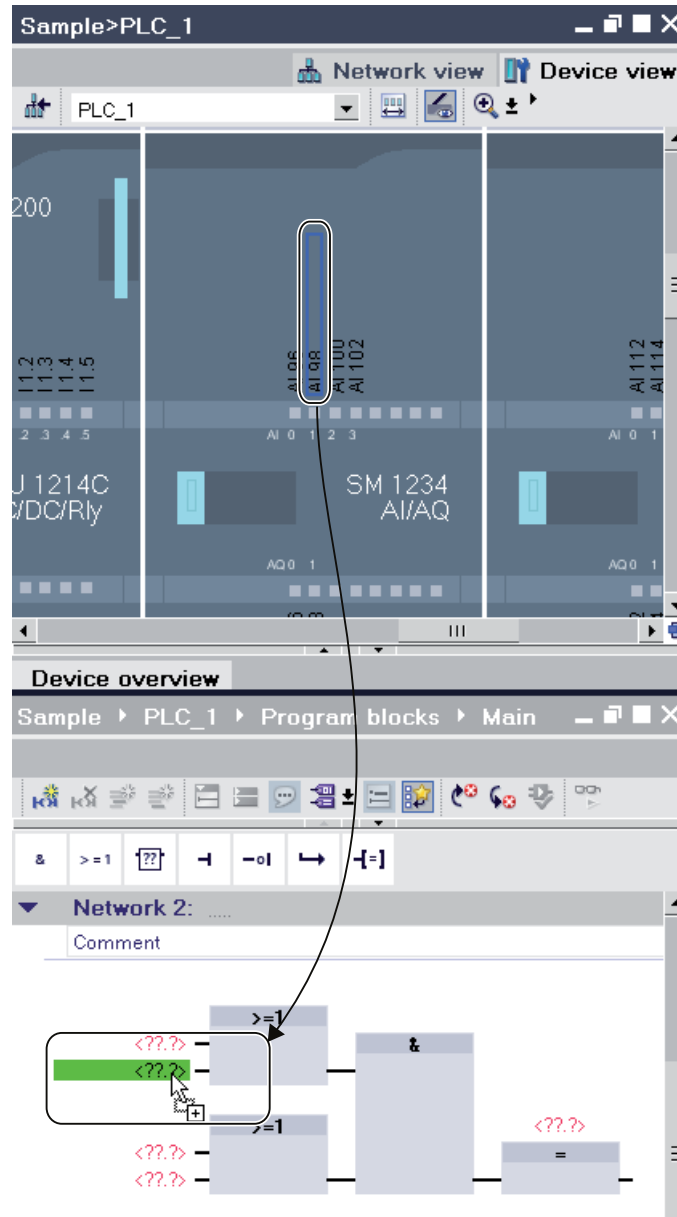 Sample>PLC_1
Network view Device view
PLC_1
200
I1.2
I1.3
I1.4
I1.5
AI 96
AI 98
AI 100
AI 102
AI 112
AI 114
.2 .3 .4 .5
AI 0 1 2 3
AI 0 1
J 1214C
C/DC/Rly
SM 1234
AI/AQ
AQ 0 1
AQ 0 1
Device overview
Sample PLC_1 Program blocks Main
& >=1 ?? -| -o| -[=]
Network 2: .....
Comment
>=1
<??.?>
&
<??.?>
>=1
<??.?>
<??.?>
=
<??.?>